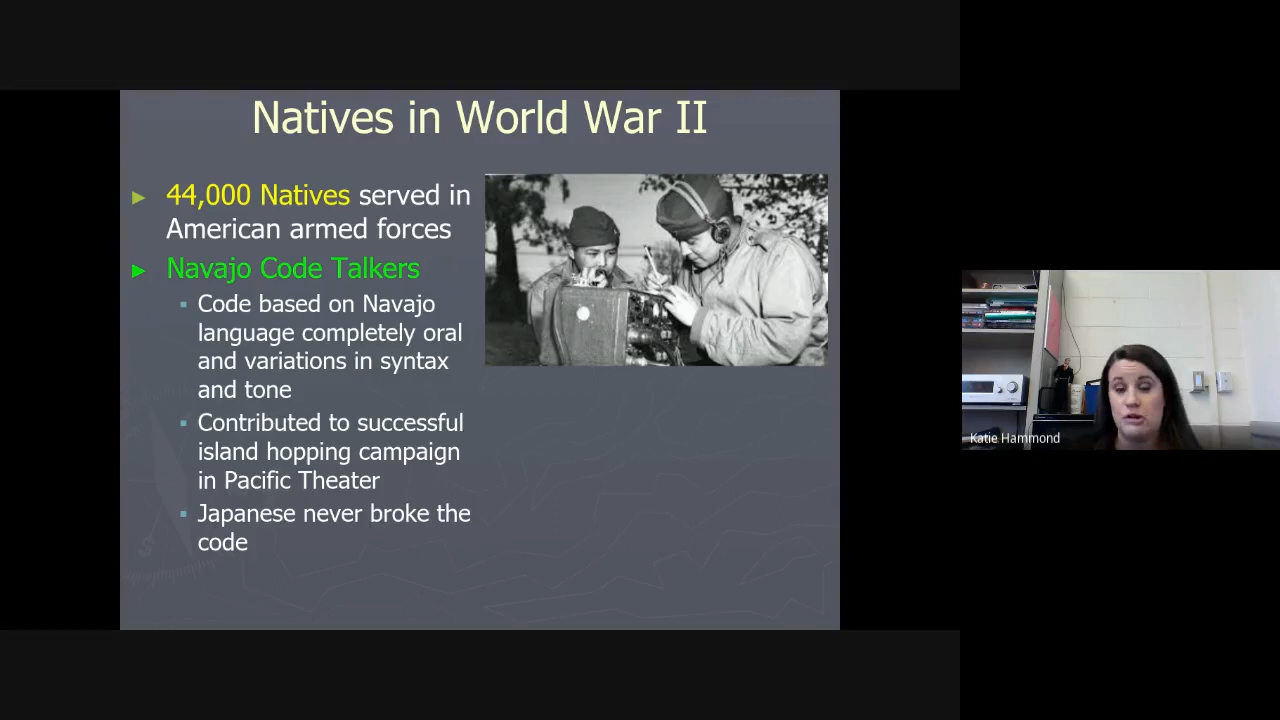 Natives in World War II
44,000 Natives served in
American armed forces
Navajo Code Talkers
Code based on Navajo
language completely oral
and variations in syntax
and tone
Contributed to successful
island hopping campaign
in Pacific Theater
Japanese never broke the
code
Katie Hammond